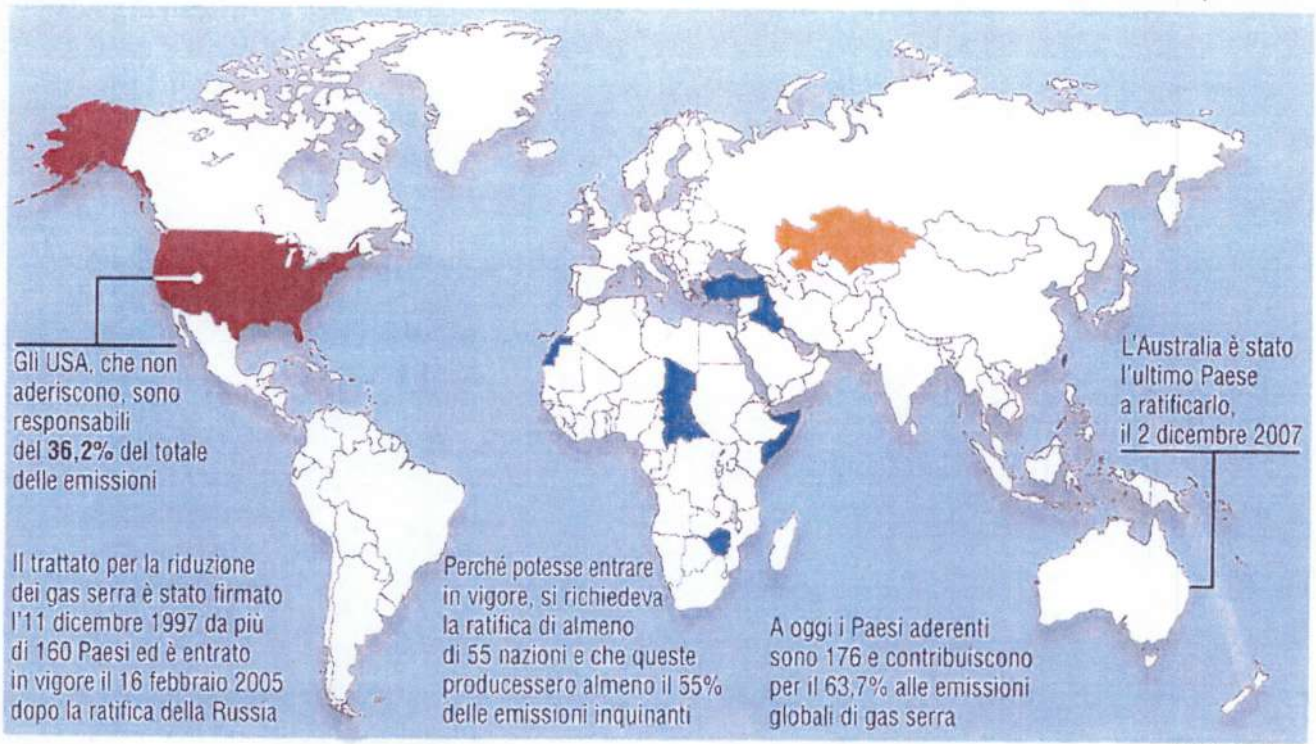 Gli USA, che non
aderiscono, sono
responsabili
del 36,2% del totale
delle emissioni
L'Australia è stato
l'ultimo Paese
a ratificarlo,
il 2 dicembre 2007
Il trattato per la riduzione
dei gas serra è stato firmato
l'11 dicembre 1997 da più
di 160 Paesi ed è entrato
in vigore il 16 febbraio 2005
dopo la ratifica della Russia
Perché potesse entrare
in vigore, si richiedeva
la ratifica di almeno
di 55 nazioni e che queste
producessero almeno il 55%
delle emissioni inquinanti
A oggi i Paesi aderenti
sono 176 e contribuiscono
per il 63,7% alle emissioni
globali di gas serra